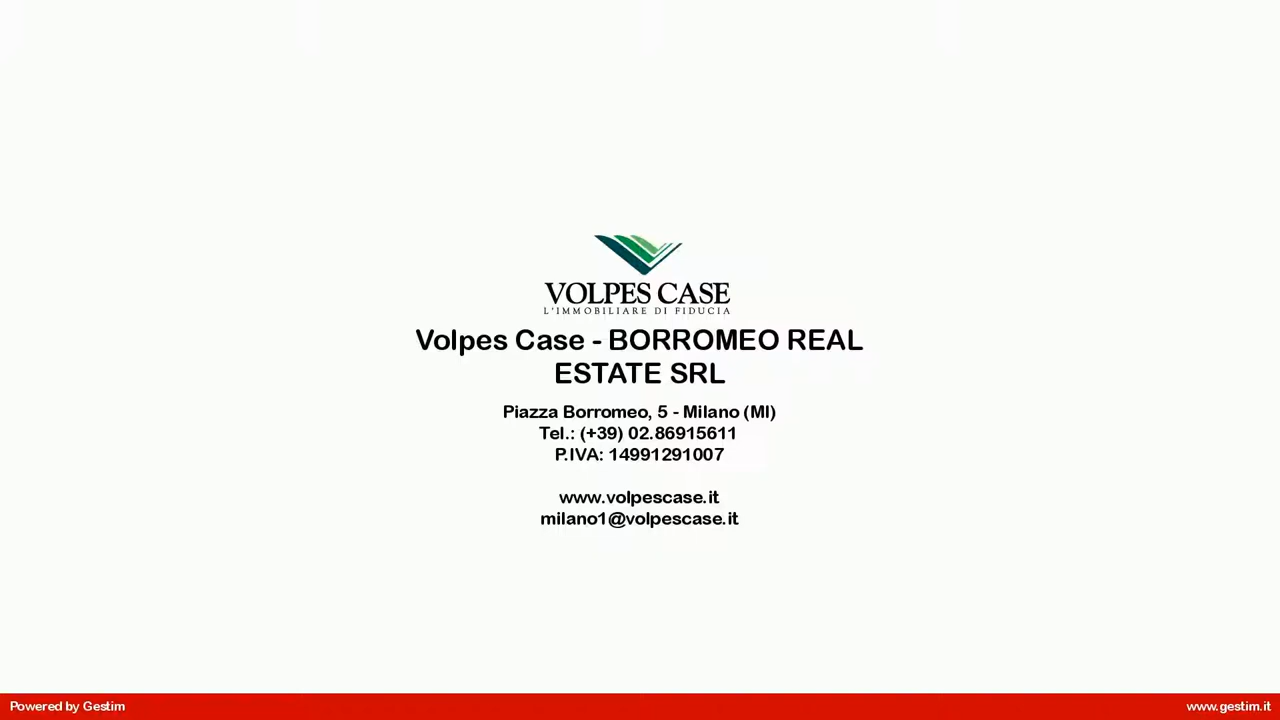 VOLPES CASE
L'IMMOBILIARE DI FIDUCIA
Volpes Case - BORROMEO REAL
ESTATE SRL
Piazza Borromeo, 5 - Milano (MI)
Tel.: (+39) 02.86915611
P.IVA: 14991291007
www.volpescase.it
milano1@volpescase.it
Powered by Gestim
www.gestim.it